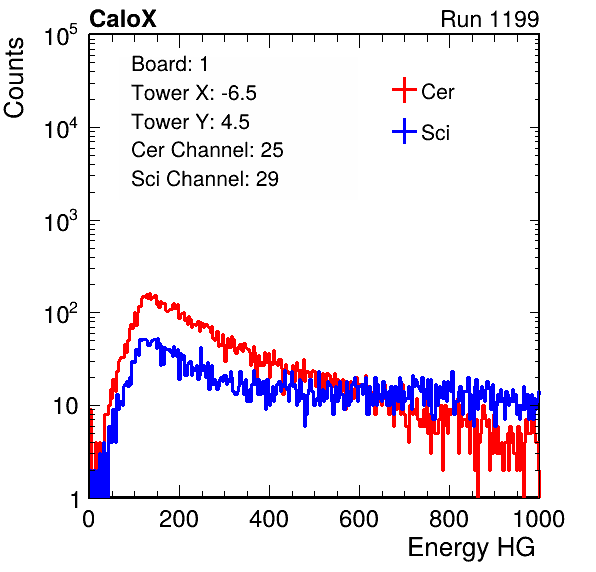 CaloX Run 1199
Counts
10^5
10^4
10^3
10^2
10
1
Board: 1
Tower X: -6.5
Tower Y: 4.5
Cer Channel: 25
Sci Channel: 29
Cer
Sci
0 200 400 600 800 1000
Energy HG